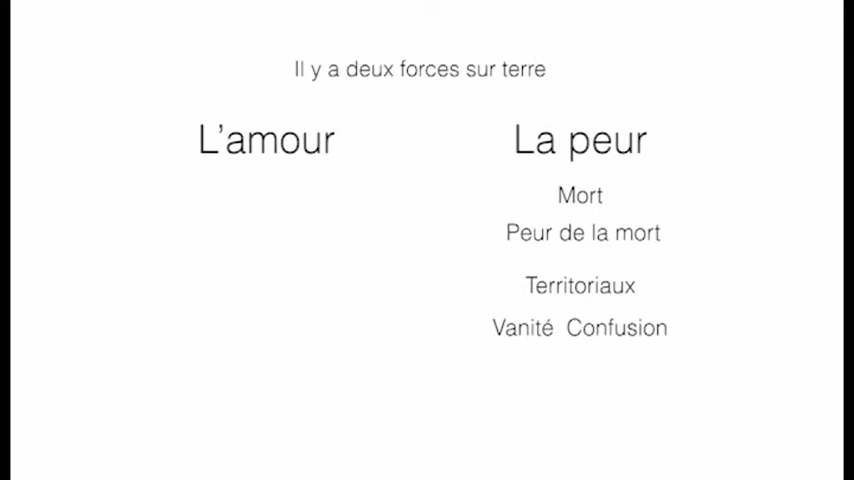 Il y a deux forces sur terre
L'amour La peur
Mort
Peur de la mort
Territoriaux
Vanité Confusion